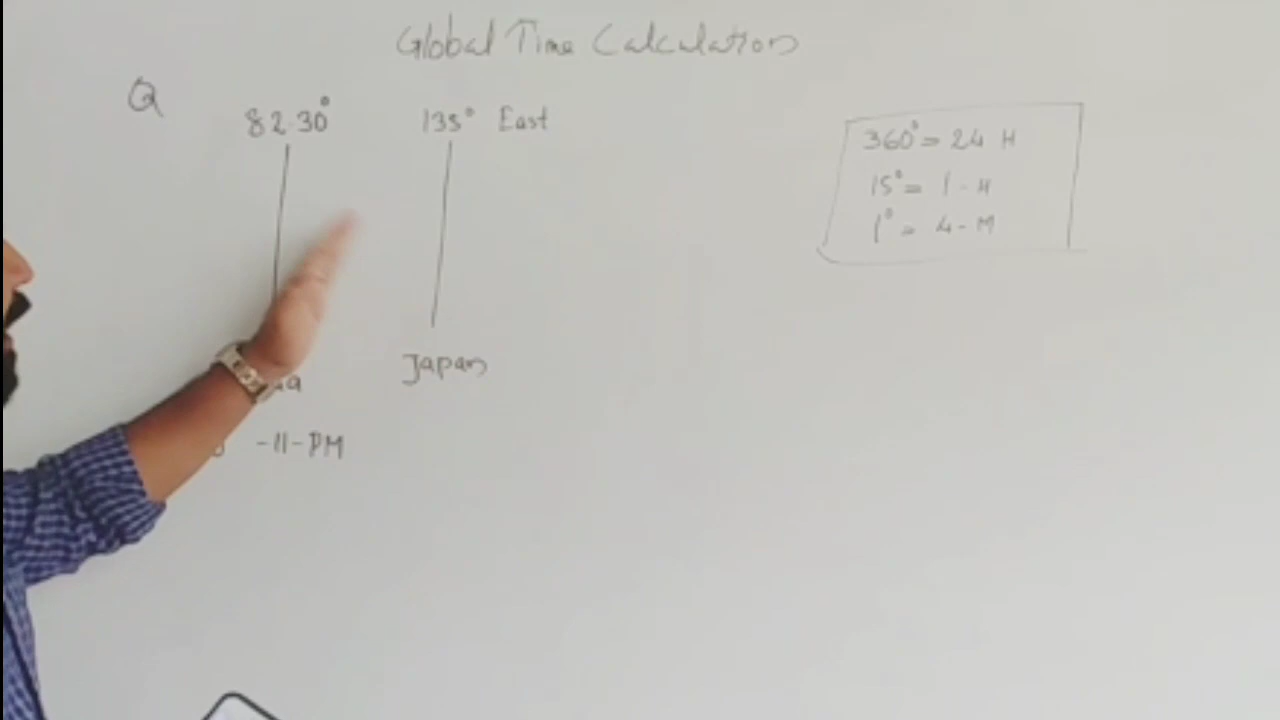 Global Time Calculation
Q
82.30° 135° East
Japan
-11-PM
360° = 24 H
15° = 1-H
1° = 4-M